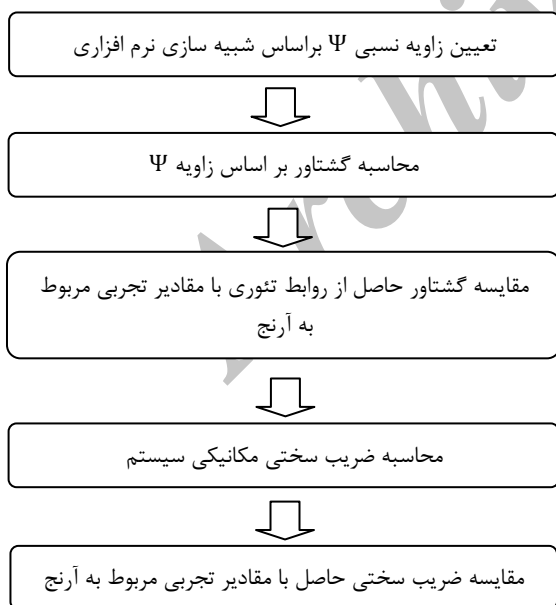 تعیین زاویه نسبی Ψ براساس شبیه سازی نرم افزاری
محاسبه گشتاور بر اساس زاویه Ψ
مقایسه گشتاور حاصل از روابط تئوری با مقادیر تجربی مربوط
به آرنج
محاسبه ضریب سختی مکانیکی سیستم
مقایسه ضریب سختی حاصل با مقادیر تجربی مربوط به آرنج